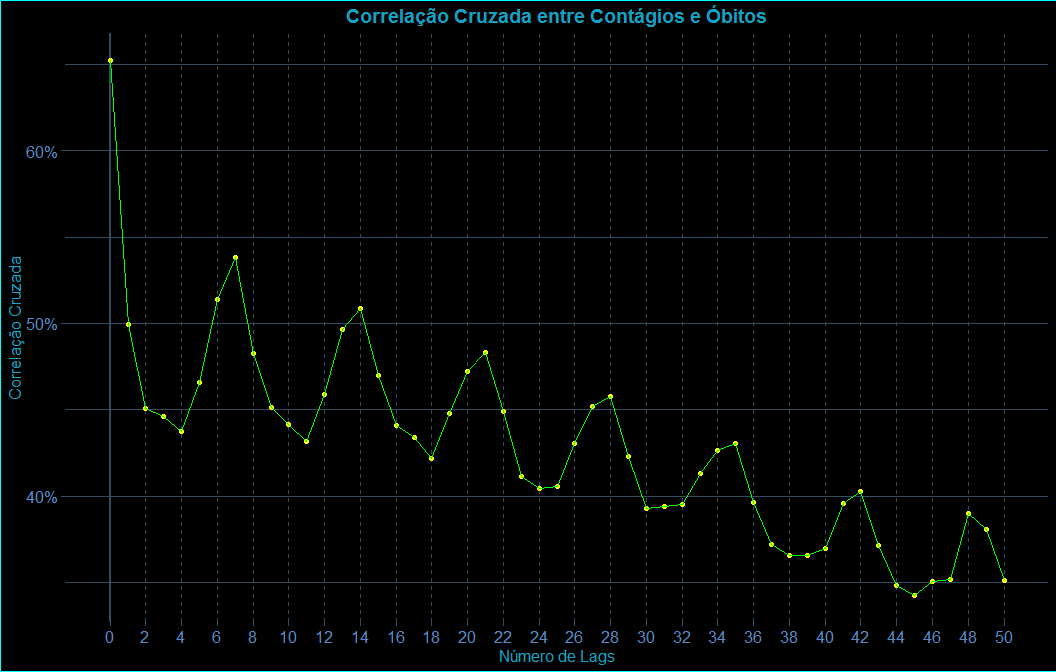 Correlação Cruzada entre Contágios e Óbitos
Correlação Cruzada
60%
50%
40%
0 2 4 6 8 10 12 14 16 18 20 22 24 26 28 30 32 34 36 38 40 42 44 46 48 50
Número de Lags